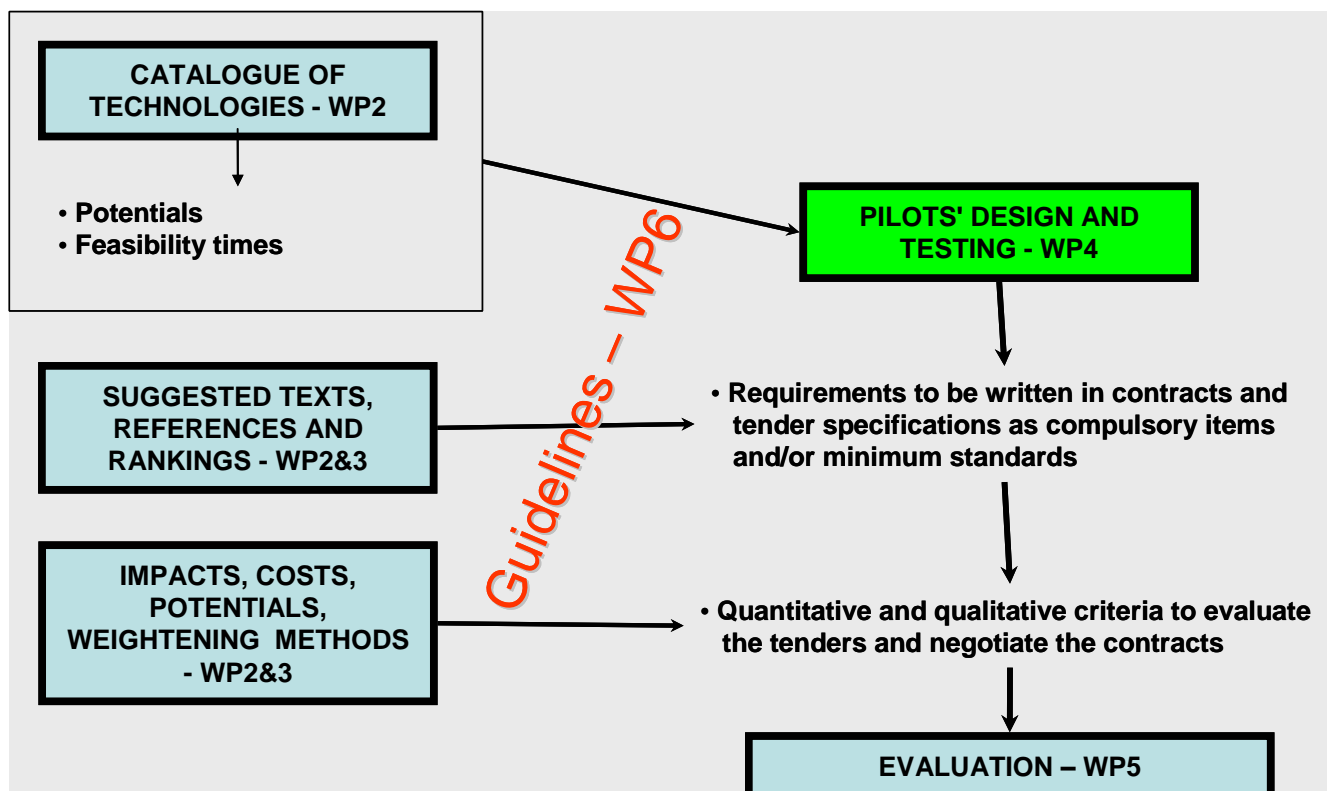 CATALOGUE OF
TECHNOLOGIES - WP2
• Potentials
• Feasibility times
PILOTS' DESIGN AND
TESTING - WP4
Guidelines – WP6
SUGGESTED TEXTS,
REFERENCES AND
RANKINGS - WP2&3
• Requirements to be written in contracts and
tender specifications as compulsory items
and/or minimum standards
IMPACTS, COSTS,
POTENTIALS,
WEIGHTENING METHODS
- WP2&3
• Quantitative and qualitative criteria to evaluate
the tenders and negotiate the contracts
EVALUATION – WP5